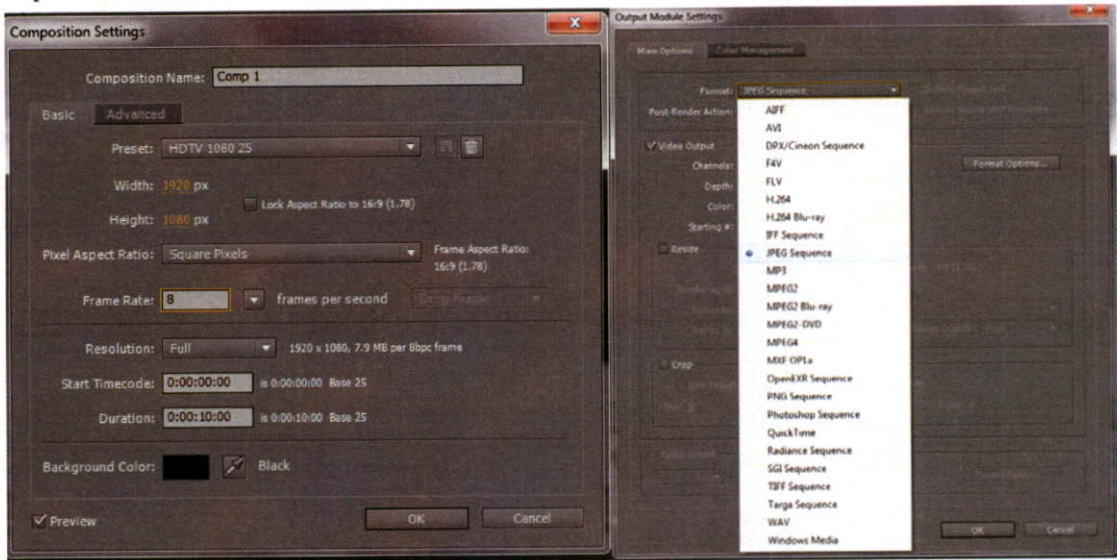 Composition Settings
Composition Name: Comp 1
Basic Advanced
Preset: HDTV 1080 25
Width: 1920 px
Lock Aspect Ratio to 16:9 (1.78)
Height: 1080 px
Pixel Aspect Ratio: Square Pixels
Frame Aspect Ratio:
16:9 (1.78)
Frame Rate: 8 frames per second Drop Frame
Resolution: Full 1920 x 1080, 7.9 MB per 8bpc frame
Start Timecode: 0:00:00:00 is 0:00:00:00 Base 25
Duration: 0:00:10:00 is 0:00:10:00 Base 25
Background Color: Black
Preview OK Cancel
Output Module Settings
Main Options Color Management
Format: JPEG Sequence
Post-Render Action:
Video Output
Channels:
Format Options...
Depth:
Color:
Starting #:
Resize
Crop
AIFF
AVI
DPX/Cineon Sequence
F4V
FLV
H.264
H.264 Blu-ray
IFF Sequence
JPEG Sequence
MP3
MPEG2
MPEG2 Blu-ray
MPEG2-DVD
MPEG4
MXF OP1a
OpenEXR Sequence
PNG Sequence
Photoshop Sequence
QuickTime
Radiance Sequence
SGI Sequence
TIFF Sequence
Targa Sequence
WAV
Windows Media
OK Cancel